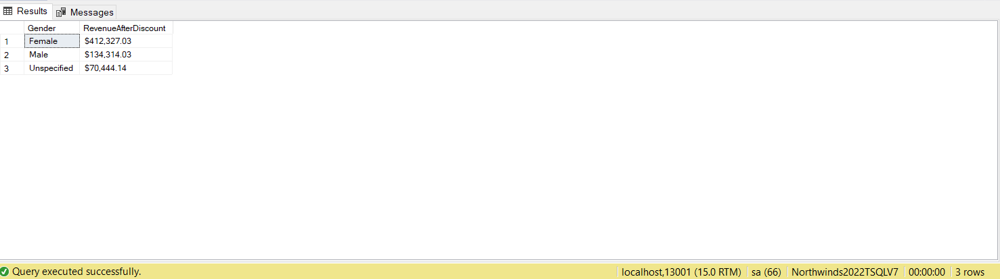 Results Messages
Gender RevenueAfterDiscount
1 Female $412,327.03
2 Male $134,314.03
3 Unspecified $70,444.14
Query executed successfully. localhost,13001 (15.0 RTM) sa (66) Northwinds2022TSQLV7 00:00:00 3 rows